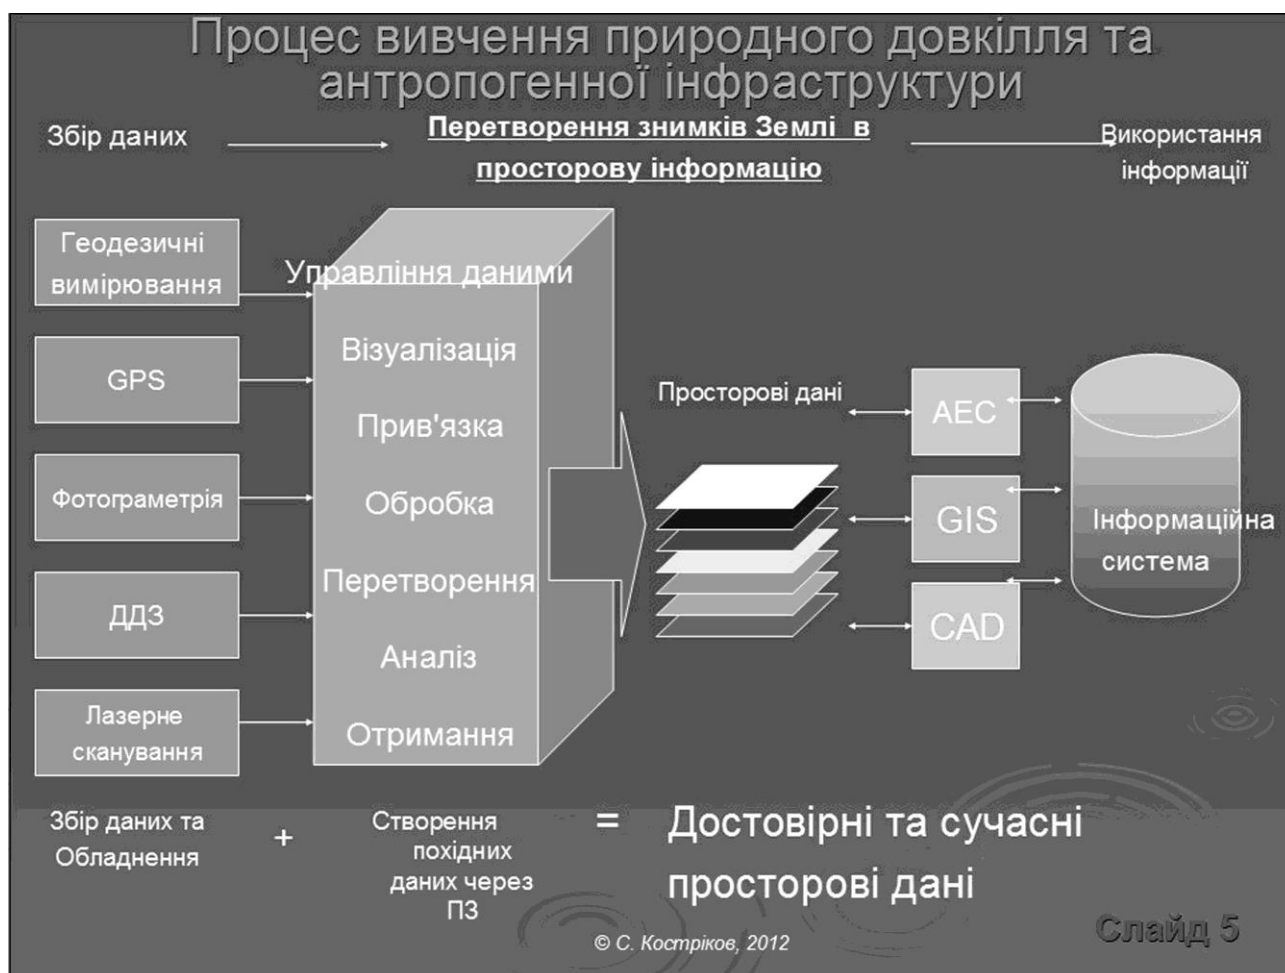 Процес вивчення природного довкілля та
антропогенної інфраструктури
Збір даних
Перетворення знимків Землі в
просторову інформацію
Використання
інформації
Геодезичні
вимірювання
GPS
Фотограметрія
ДДЗ
Лазерне
сканування
Управління даними
Візуалізація
Прив'язка
Обробка
Перетворення
Аналіз
Отримання
Просторові дані
AEC
GIS
CAD
Інформаційна
система
Збір даних та
Обладнення
+
Створення
похідних
даних через
ПЗ
=
Достовірні та сучасні
просторові дані
© С. Костріков, 2012
Слайд 5